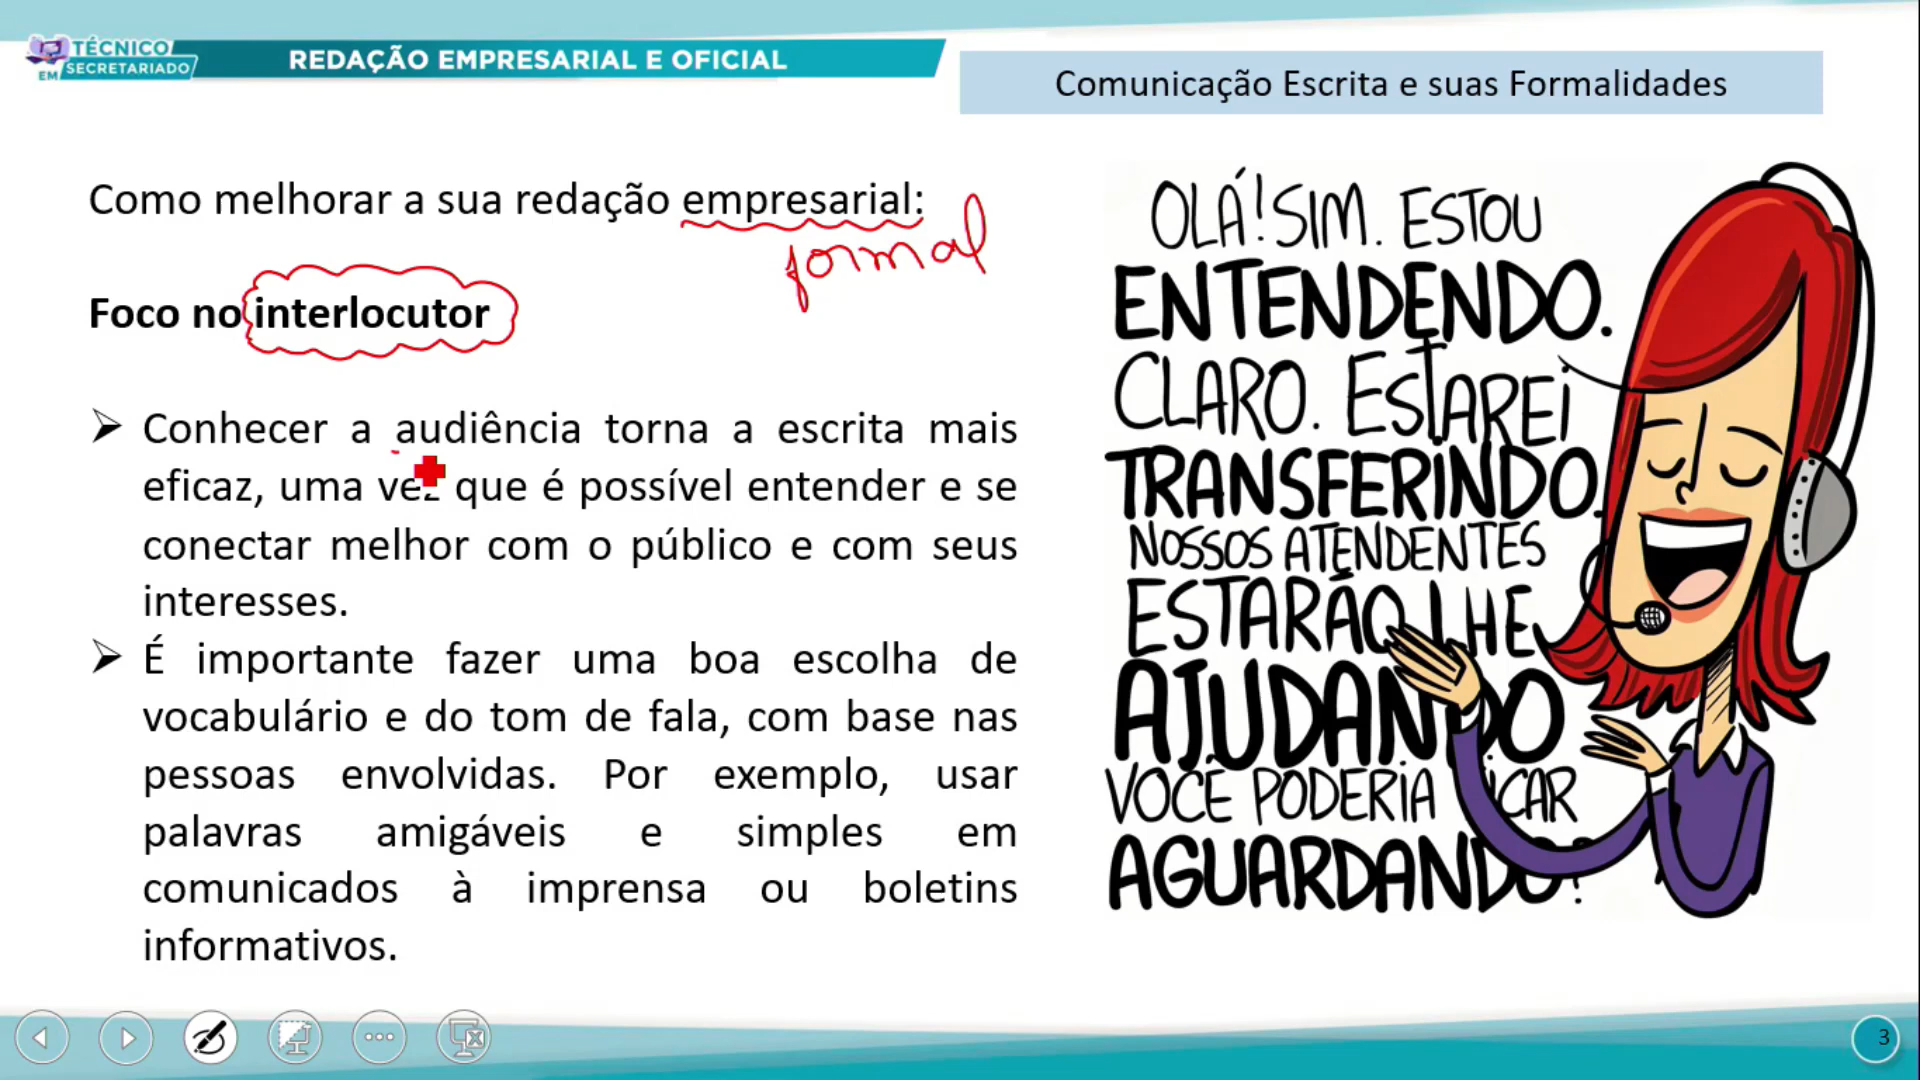 TÉCNICO
EM SECRETARIADO
REDAÇÃO EMPRESARIAL E OFICIAL
Comunicação Escrita e suas Formalidades
Como melhorar a sua redação empresarial:
formal
Foco no interlocutor
➢ Conhecer a audiência torna a escrita mais
eficaz, uma vez que é possível entender e se
conectar melhor com o público e com seus
interesses.
➢ É importante fazer uma boa escolha de
vocabulário e do tom de fala, com base nas
pessoas envolvidas. Por exemplo, usar
palavras amigáveis e simples em
comunicados à imprensa ou boletins
informativos.
OLÁ! SIM. ESTOU
ENTENDENDO.
CLARO. ESTAREI
TRANSFERINDO.
NOSSOS ATENDENTES
ESTARÃO LHE
AJUDANDO
VOCÊ PODERIA FICAR
AGUARDANDO?
3